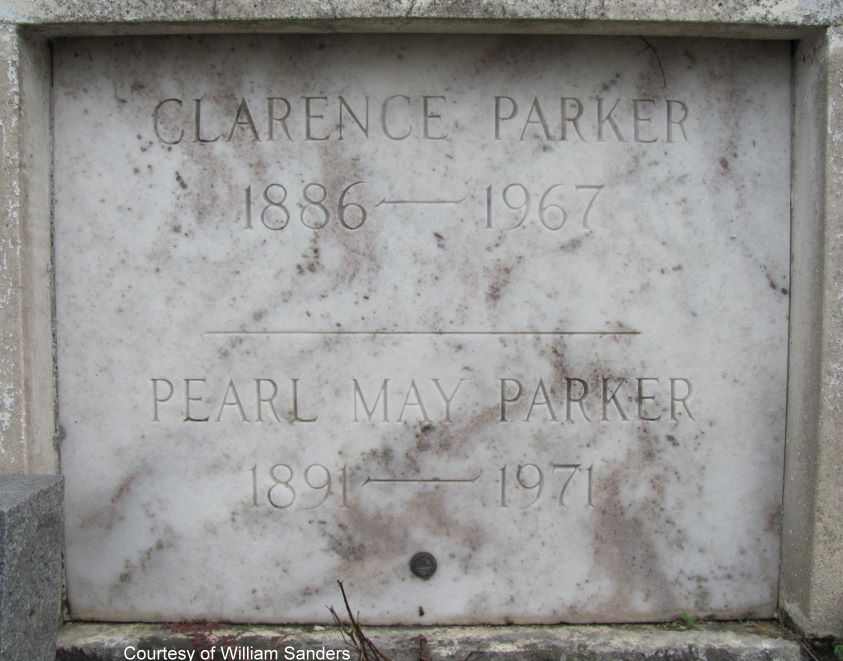 CLARENCE PARKER
1886 — 1967
PEARL MAY PARKER
1891 — 1971
Courtesy of William Sanders